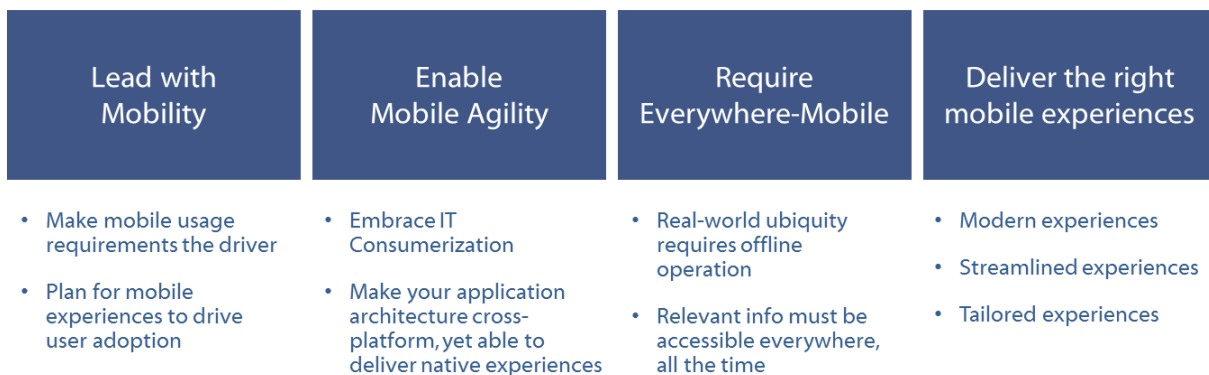 Lead with
Mobility
• Make mobile usage
requirements the driver
• Plan for mobile
experiences to drive
user adoption
Enable
Mobile Agility
• Embrace IT
Consumerization
• Make your application
architecture cross-
platform, yet able to
deliver native experiences
Require
Everywhere-Mobile
• Real-world ubiquity
requires offline
operation
• Relevant info must be
accessible everywhere,
all the time
Deliver the right
mobile experiences
• Modern experiences
• Streamlined experiences
• Tailored experiences